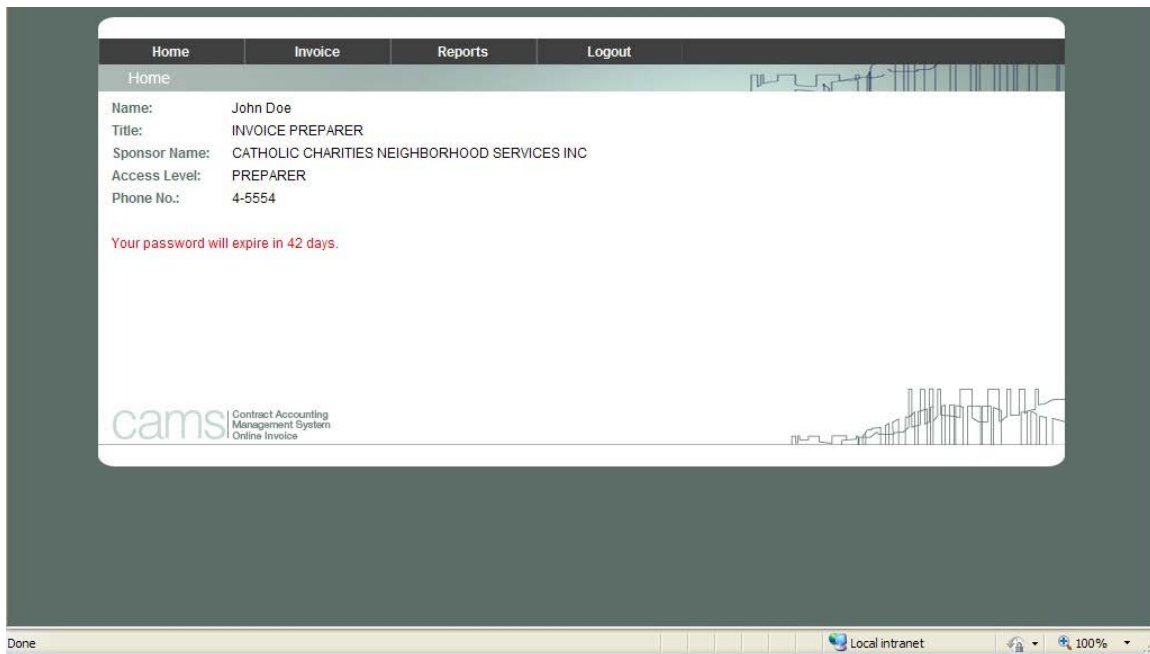 Home Invoice Reports Logout
Home
Name: John Doe
Title: INVOICE PREPARER
Sponsor Name: CATHOLIC CHARITIES NEIGHBORHOOD SERVICES INC
Access Level: PREPARER
Phone No.: 4-5554
Your password will expire in 42 days.
cams
Contract Accounting
Management System
Online Invoice
Done Local intranet 100%